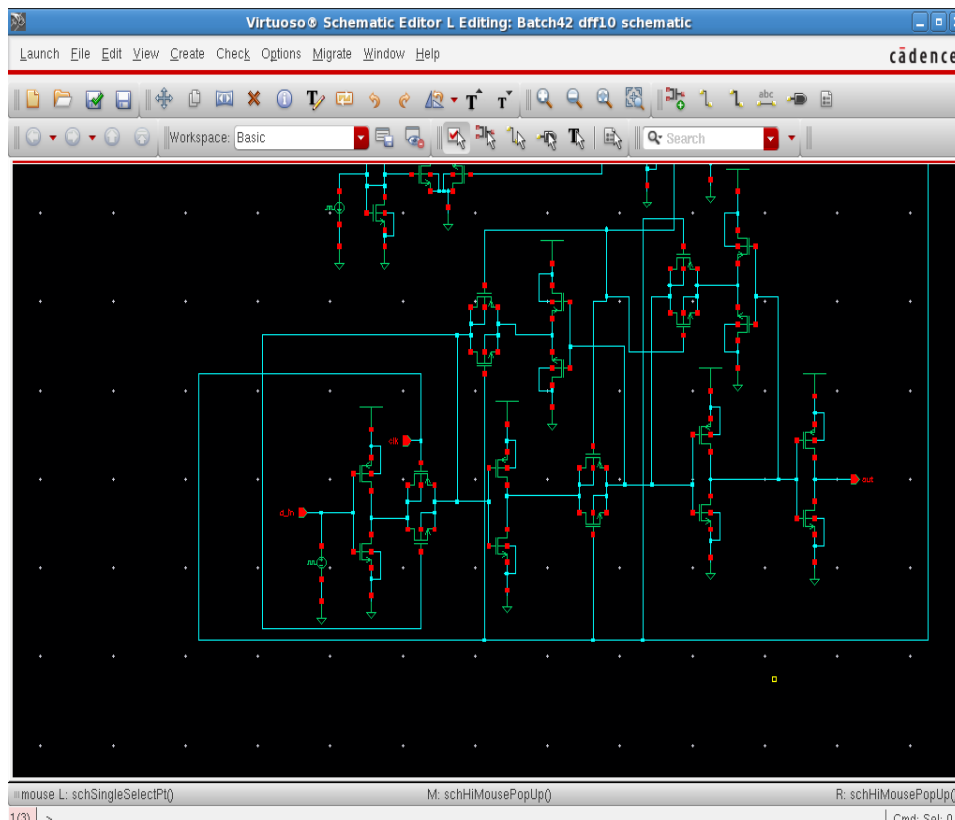 Virtuoso® Schematic Editor L Editing: Batch42 dff10 schematic
Launch File Edit View Create Check Options Migrate Window Help
cādence
abc
Workspace: Basic
Search
clk
d_in
out
mouse L: schSingleSelectPt()
M: schHiMousePopUp()
R: schHiMousePopUp()
1(3) >
Cmd: Sel: 0